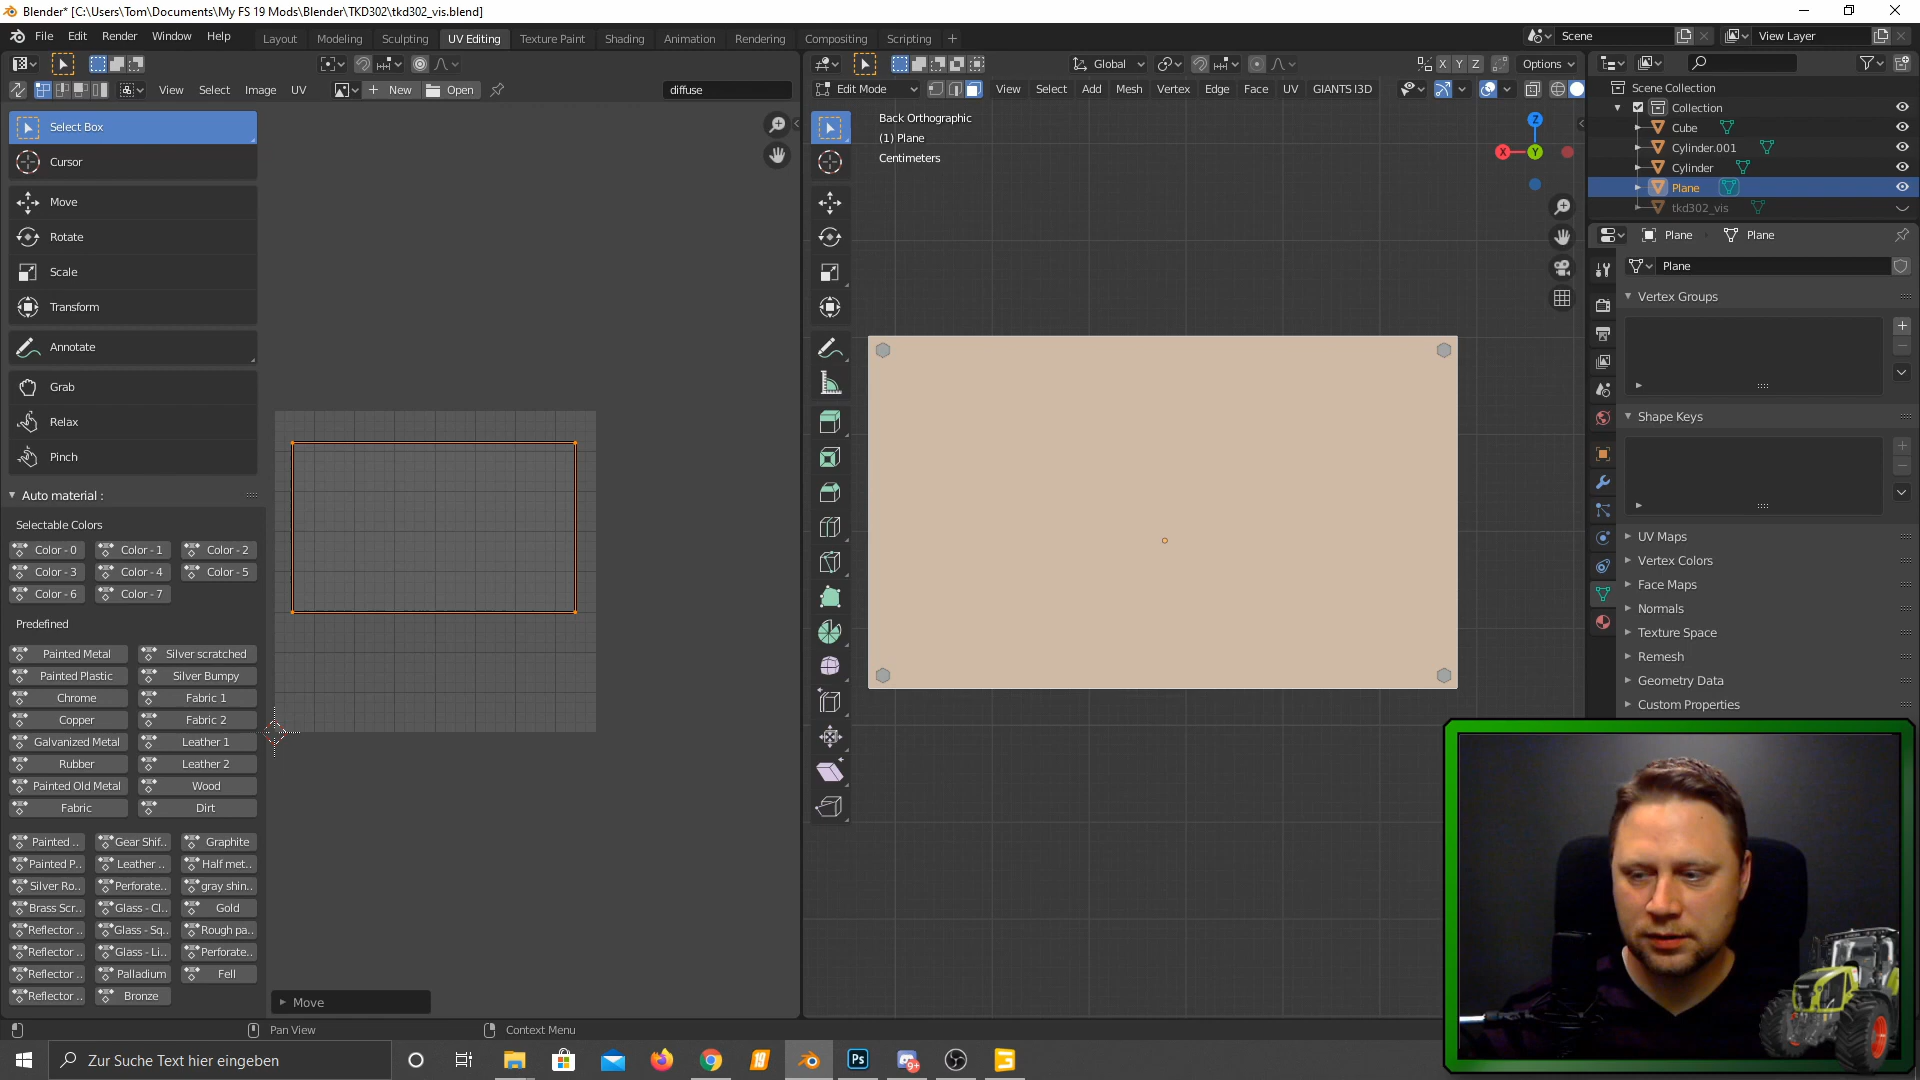 Blender* [C:\Users\Tom\Documents\My FS 19 Mods\Blender\TKD302\tkd302_vis.blend]
File Edit Render Window Help Layout Modeling Sculpting UV Editing Texture Paint Shading Animation Rendering Compositing Scripting + Scene View Layer
Global X Y Z Options
View Select Image UV + New Open diffuse Edit Mode View Select Add Mesh Vertex Edge Face UV GIANTS I3D
Scene Collection
Collection
Cube
Cylinder.001
Cylinder
Plane
tkd302_vis
Plane Plane
Plane
Vertex Groups
Shape Keys
UV Maps
Vertex Colors
Face Maps
Normals
Texture Space
Remesh
Geometry Data
Custom Properties
Back Orthographic
(1) Plane
Centimeters
Z
X Y
Select Box
Cursor
Move
Rotate
Scale
Transform
Annotate
Grab
Relax
Pinch
Auto material :
Selectable Colors
Color - 0 Color - 1 Color - 2
Color - 3 Color - 4 Color - 5
Color - 6 Color - 7
Predefined
Painted Metal Silver scratched
Painted Plastic Silver Bumpy
Chrome Fabric 1
Copper Fabric 2
Galvanized Metal Leather 1
Rubber Leather 2
Painted Old Metal Wood
Fabric Dirt
Painted .. Gear Shif.. Graphite
Painted P.. Leather .. Half met..
Silver Ro.. Perforate.. gray shin..
Brass Scr.. Glass - Cl.. Gold
Reflector .. Glass - Sq.. Rough pa..
Reflector .. Glass - Li.. Perforate..
Reflector .. Palladium Fell
Reflector .. Bronze
Move
Pan View Context Menu
Zur Suche Text hier eingeben
19 Ps 9+ S